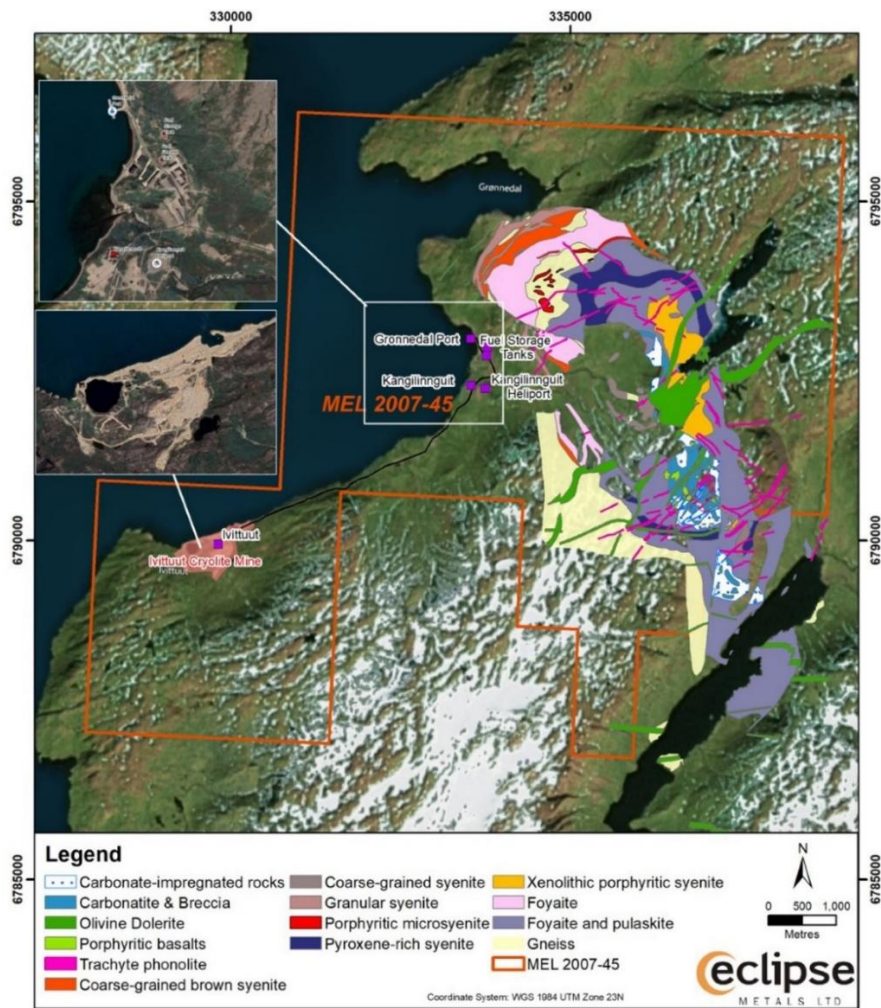 330000
335000
6795000
6795000
Grønnedal
Gronnedal Port
Fuel Storage
Tanks
Kangilinnguit
Kangilinnguit
Heliport
MEL 2007-45
6790000
6790000
Ivittuut
Ivittuut Cryolite Mine
Ivittuut
6785000
6785000
Legend
Carbonate-impregnated rocks
Carbonatite & Breccia
Olivine Dolerite
Porphyritic basalts
Trachyte phonolite
Coarse-grained brown syenite
Coarse-grained syenite
Granular syenite
Porphyritic microsyenite
Pyroxene-rich syenite
Xenolithic porphyritic syenite
Foyaite
Foyaite and pulaskite
Gneiss
MEL 2007-45
N
0 500 1,000
Metres
eclipse
METALS LTD
Coordinate System: WGS 1984 UTM Zone 23N